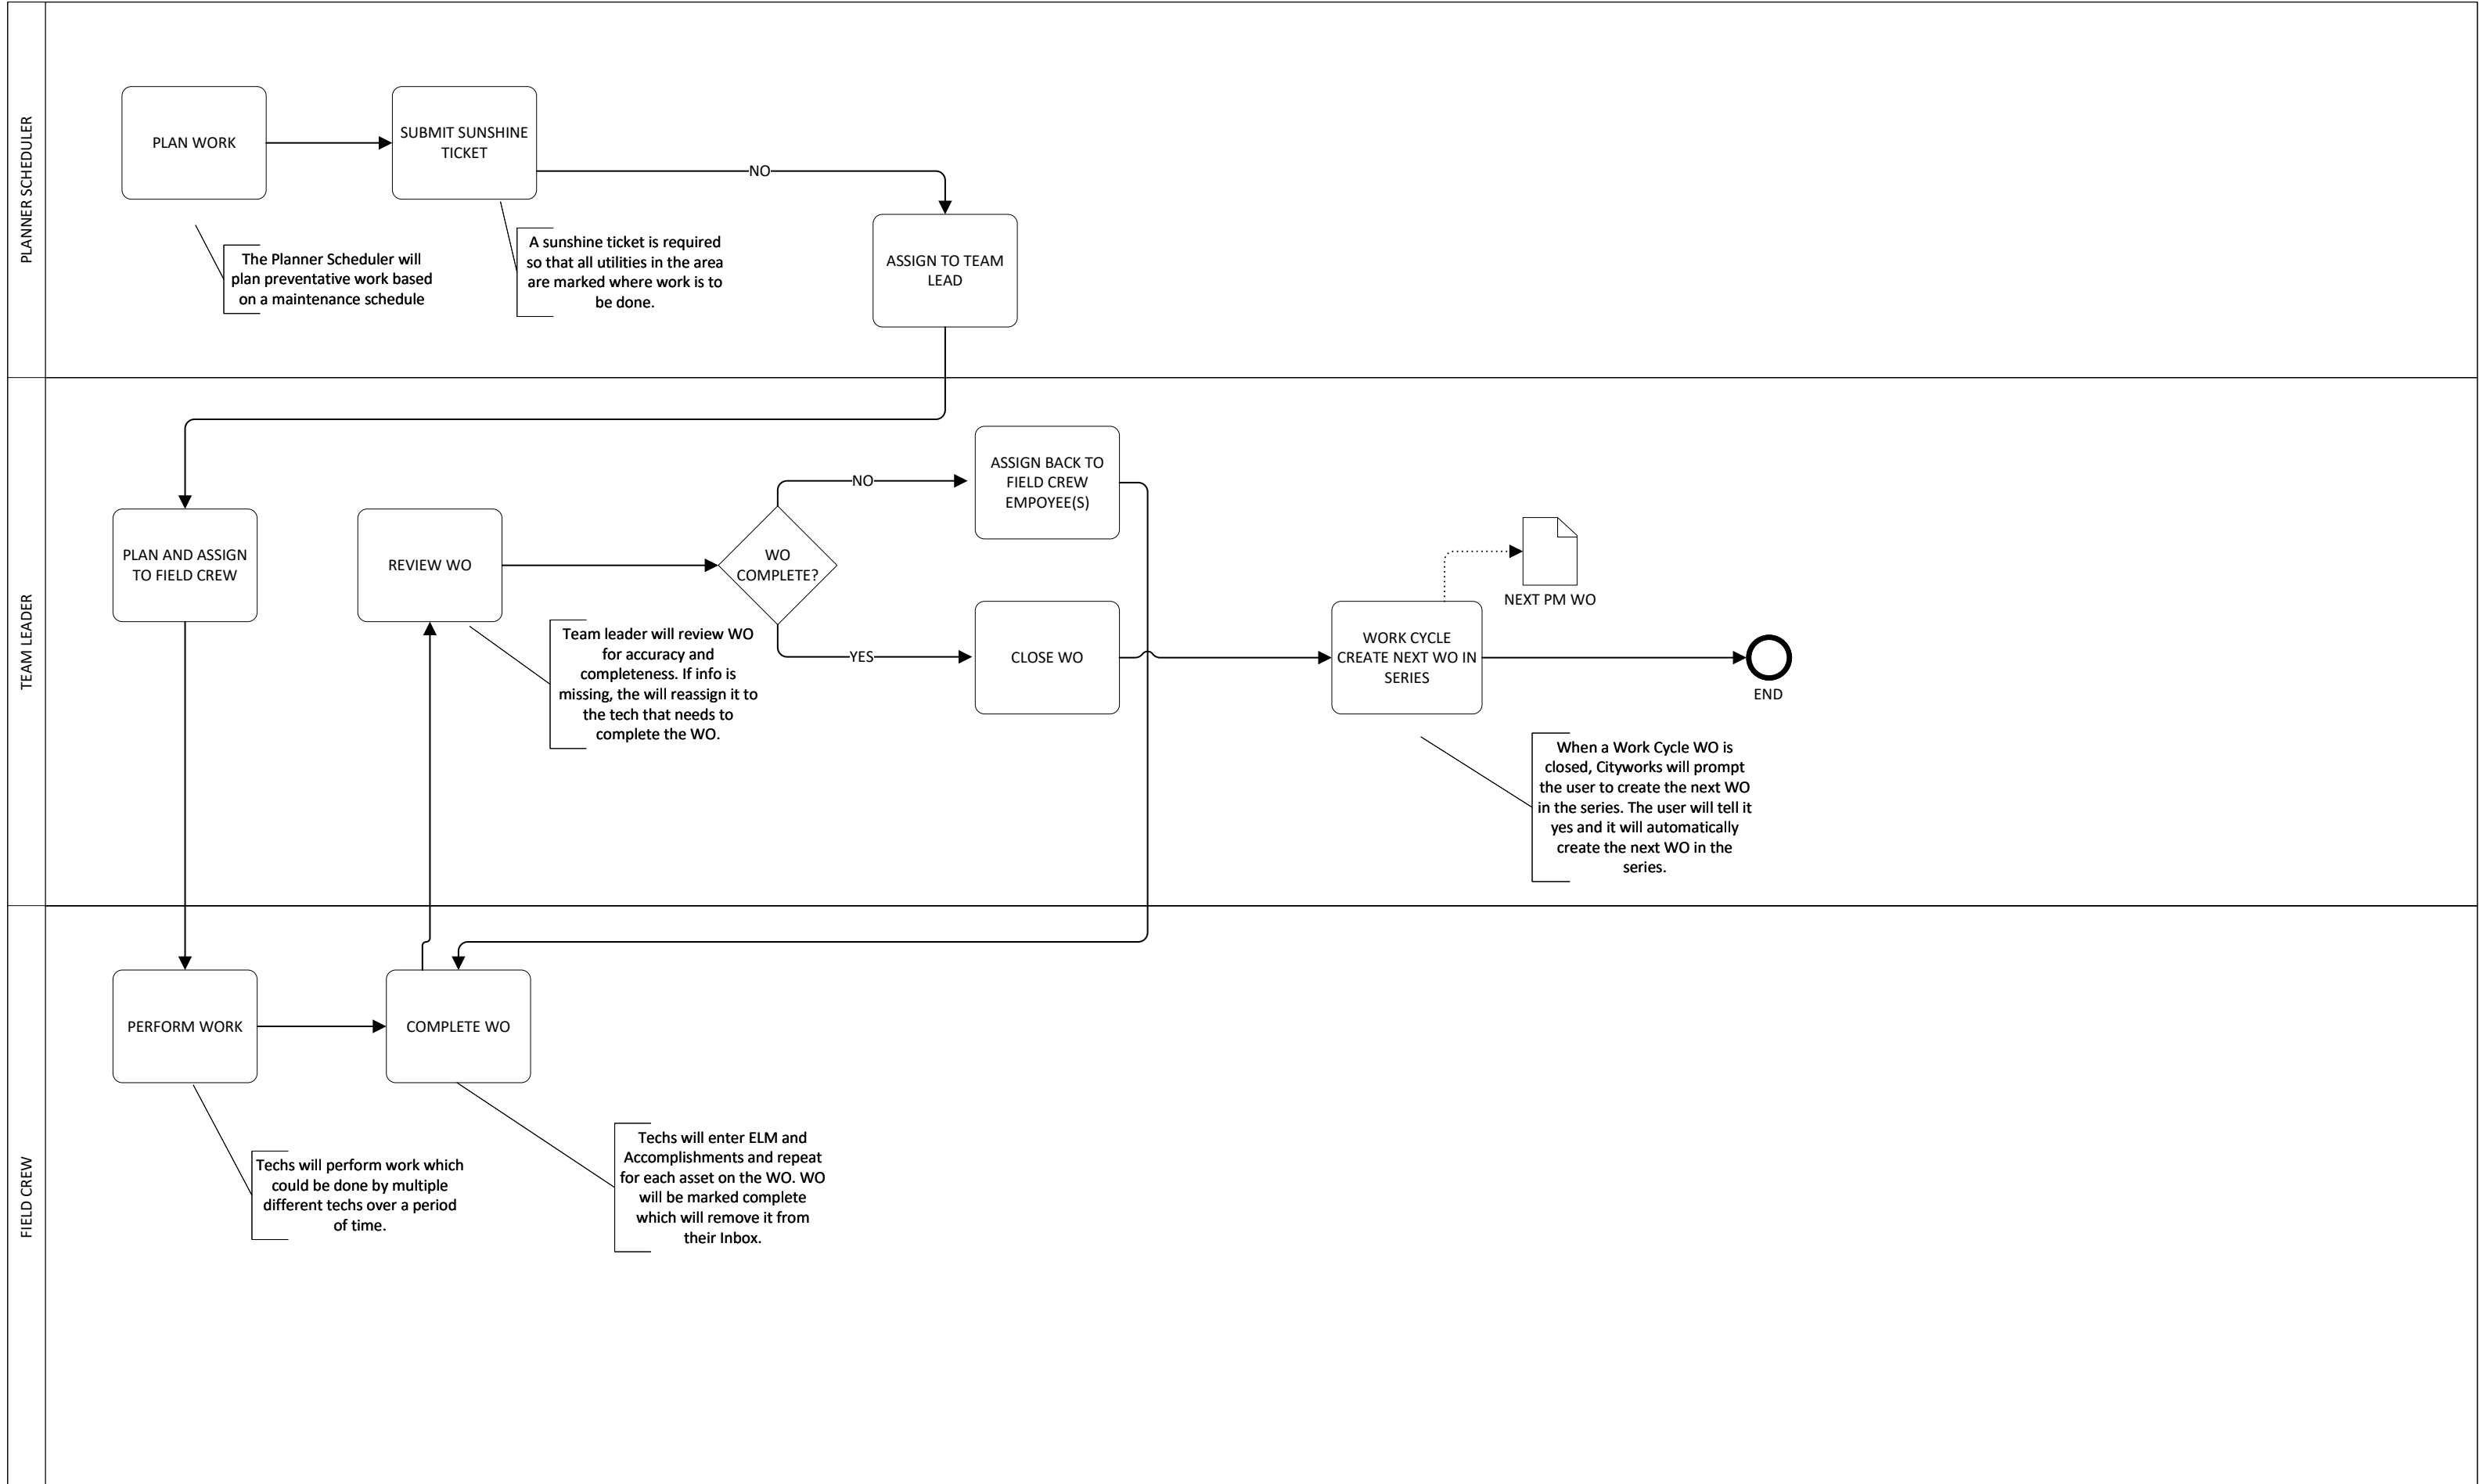 PLANNER SCHEDULER
PLAN WORK
SUBMIT SUNSHINE
TICKET
NO
ASSIGN TO TEAM
LEAD
The Planner Scheduler will
plan preventative work based
on a maintenance schedule
A sunshine ticket is required
so that all utilities in the area
are marked where work is to
be done.
TEAM LEADER
PLAN AND ASSIGN
TO FIELD CREW
REVIEW WO
WO
COMPLETE?
NO
ASSIGN BACK TO
FIELD CREW
EMPOYEE(S)
YES
CLOSE WO
WORK CYCLE
CREATE NEXT WO IN
SERIES
NEXT PM WO
END
Team leader will review WO
for accuracy and
completeness. If info is
missing, the will reassign it to
the tech that needs to
complete the WO.
When a Work Cycle WO is
closed, Cityworks will prompt
the user to create the next WO
in the series. The user will tell it
yes and it will automatically
create the next WO in the
series.
FIELD CREW
PERFORM WORK
COMPLETE WO
Techs will perform work which
could be done by multiple
different techs over a period
of time.
Techs will enter ELM and
Accomplishments and repeat
for each asset on the WO. WO
will be marked complete
which will remove it from
their Inbox.